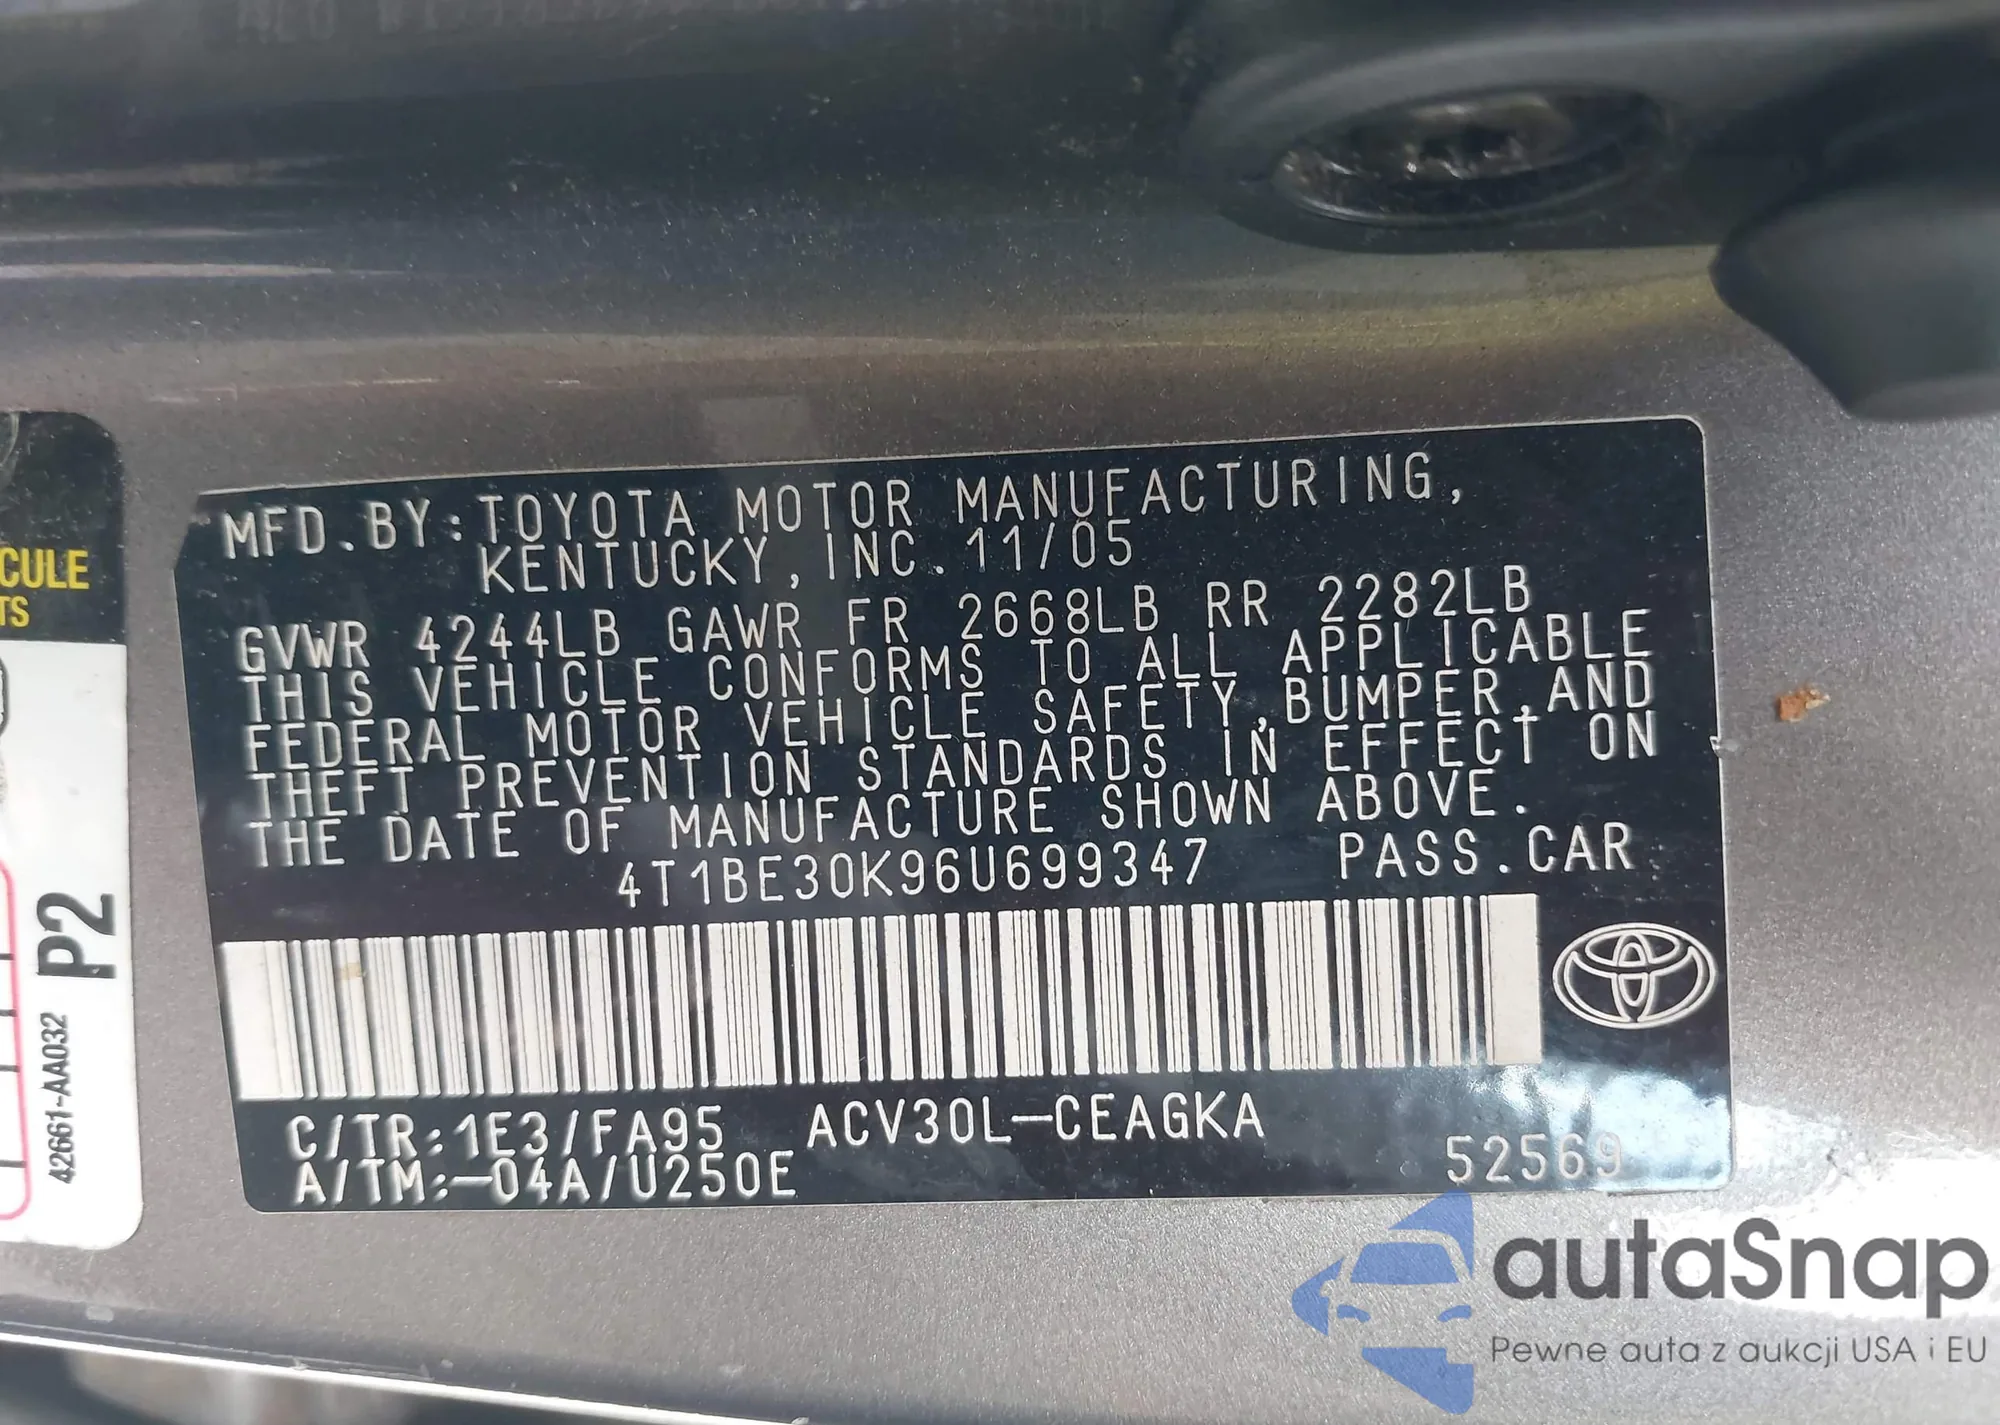 MFD.BY:TOYOTA MOTOR MANUFACTURING,
KENTUCKY,INC.11/05
GVWR 4244LB GAWR FR 2668LB RR 2282LB
THIS VEHICLE CONFORMS TO ALL APPLICABLE
FEDERAL MOTOR VEHICLE SAFETY,BUMPER,AND
THEFT PREVENTION STANDARDS IN EFFECT ON
THE DATE OF MANUFACTURE SHOWN ABOVE.
4T1BE30K96U699347 PASS.CAR
C/TR:1E3/FA95 ACV30L-CEAGKA
A/TM:-04A/U250E 52569
CULE
TS
P2
42661-AA032
autaSnap
Pewne auta z aukcji USA i EU